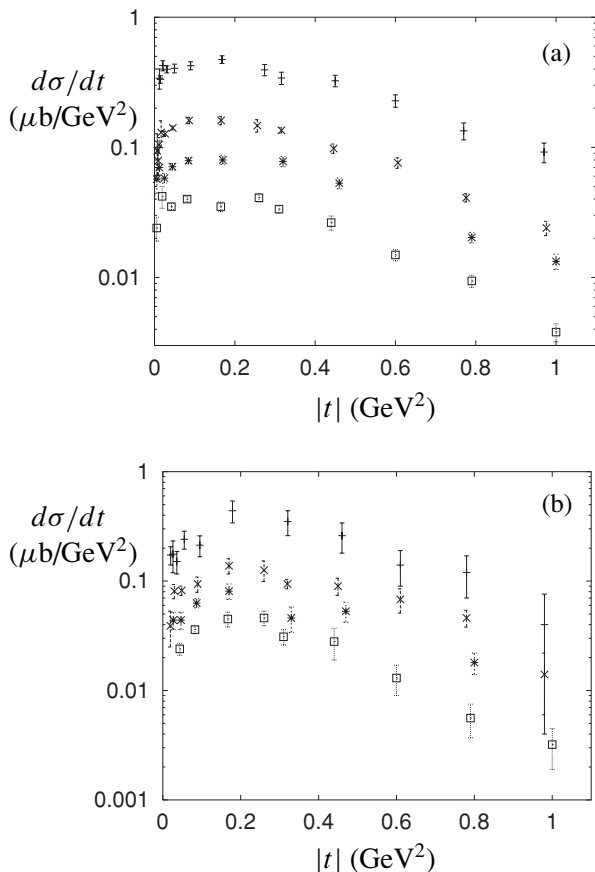 1
(a)
dσ/dt
(μb/GeV²)
0.1
0.01
0 0.2 0.4 0.6 0.8 1
|t| (GeV²)
1
(b)
dσ/dt
(μb/GeV²)
0.1
0.01
0.001
0 0.2 0.4 0.6 0.8 1
|t| (GeV²)